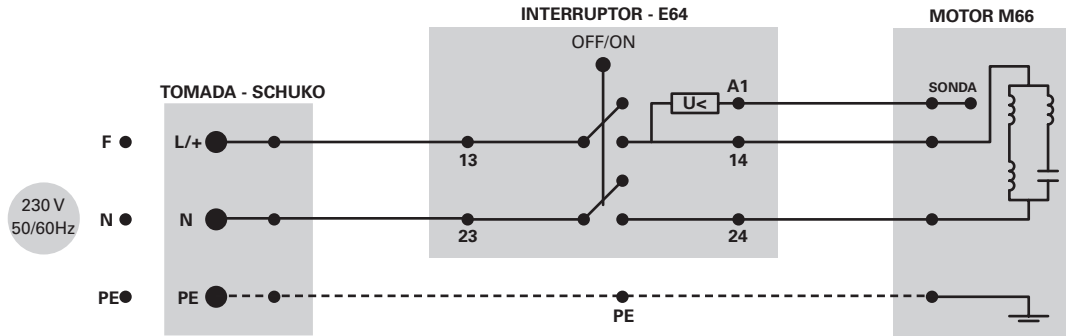 INTERRUPTOR - E64
MOTOR M66
OFF/ON
TOMADA - SCHUKO
U<
A1
SONDA
F
L/+
13
14
230 V
50/60Hz
N
N
23
24
PE
PE
PE